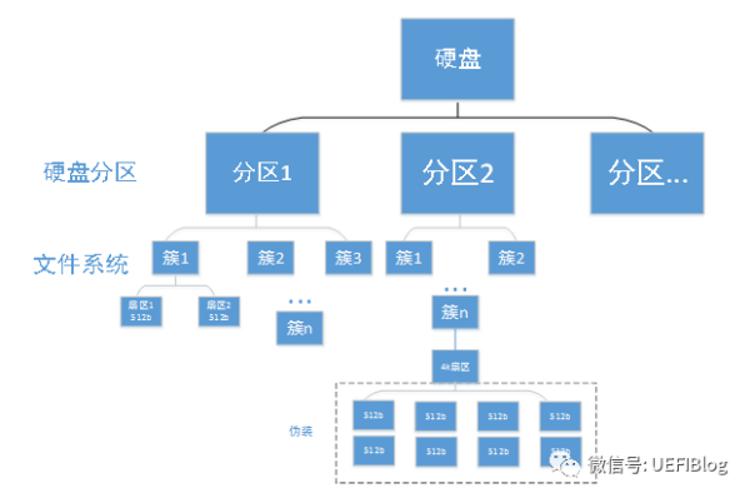 硬盘
硬盘分区
分区1
分区2
分区...
文件系统
簇1
簇2
簇3
簇1
簇2
扇区1
512b
扇区2
512b
...
簇n
...
簇n
4k扇区
伪装
512b
512b
512b
512b
512b
512b
512b
512b
微信号: UEFIBlog